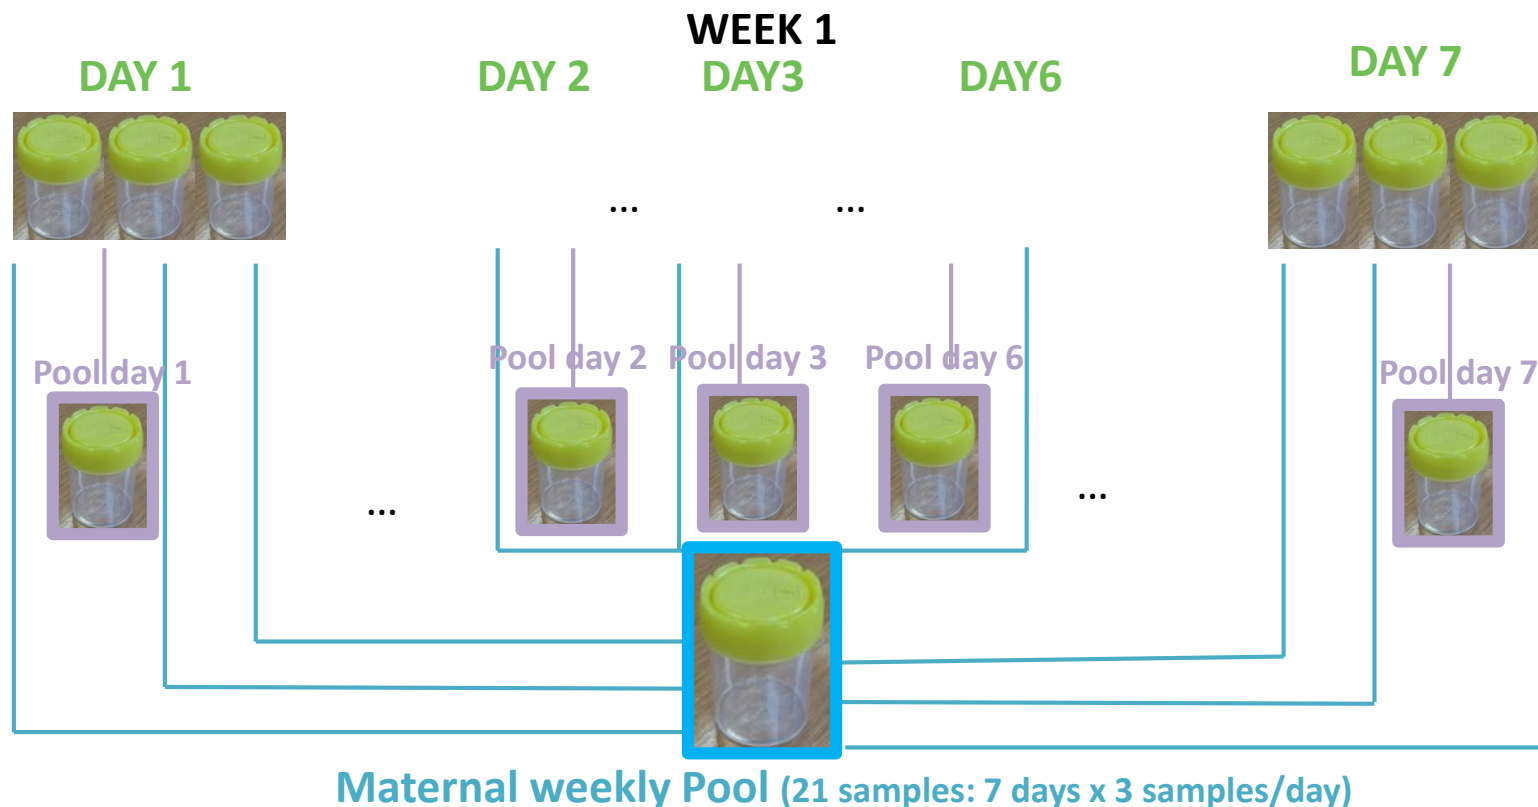 WEEK 1
DAY 1
DAY 2
DAY3
DAY6
DAY 7
...
...
Pool day 1
Pool day 2
Pool day 3
Pool day 6
Pool day 7
...
...
Maternal weekly Pool (21 samples: 7 days x 3 samples/day)